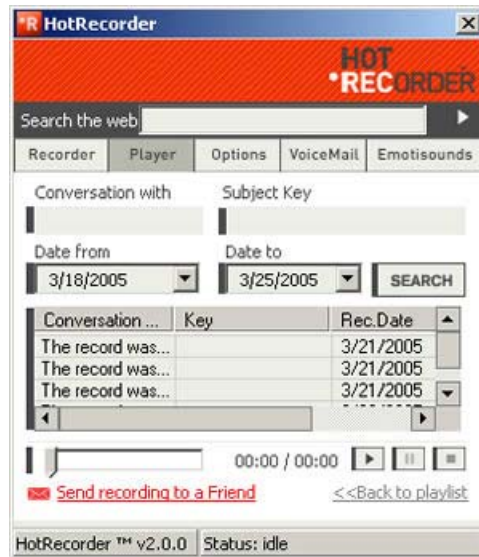 *R HotRecorder
HOT
*RECORDER
Search the web
Recorder Player Options VoiceMail Emotisounds
Conversation with Subject Key
Date from Date to
3/18/2005 3/25/2005 SEARCH
Conversation ... Key Rec.Date
The record was... 3/21/2005
The record was... 3/21/2005
The record was... 3/21/2005
00:00 / 00:00
Send recording to a Friend <<Back to playlist
HotRecorder ™ v2.0.0 Status: idle